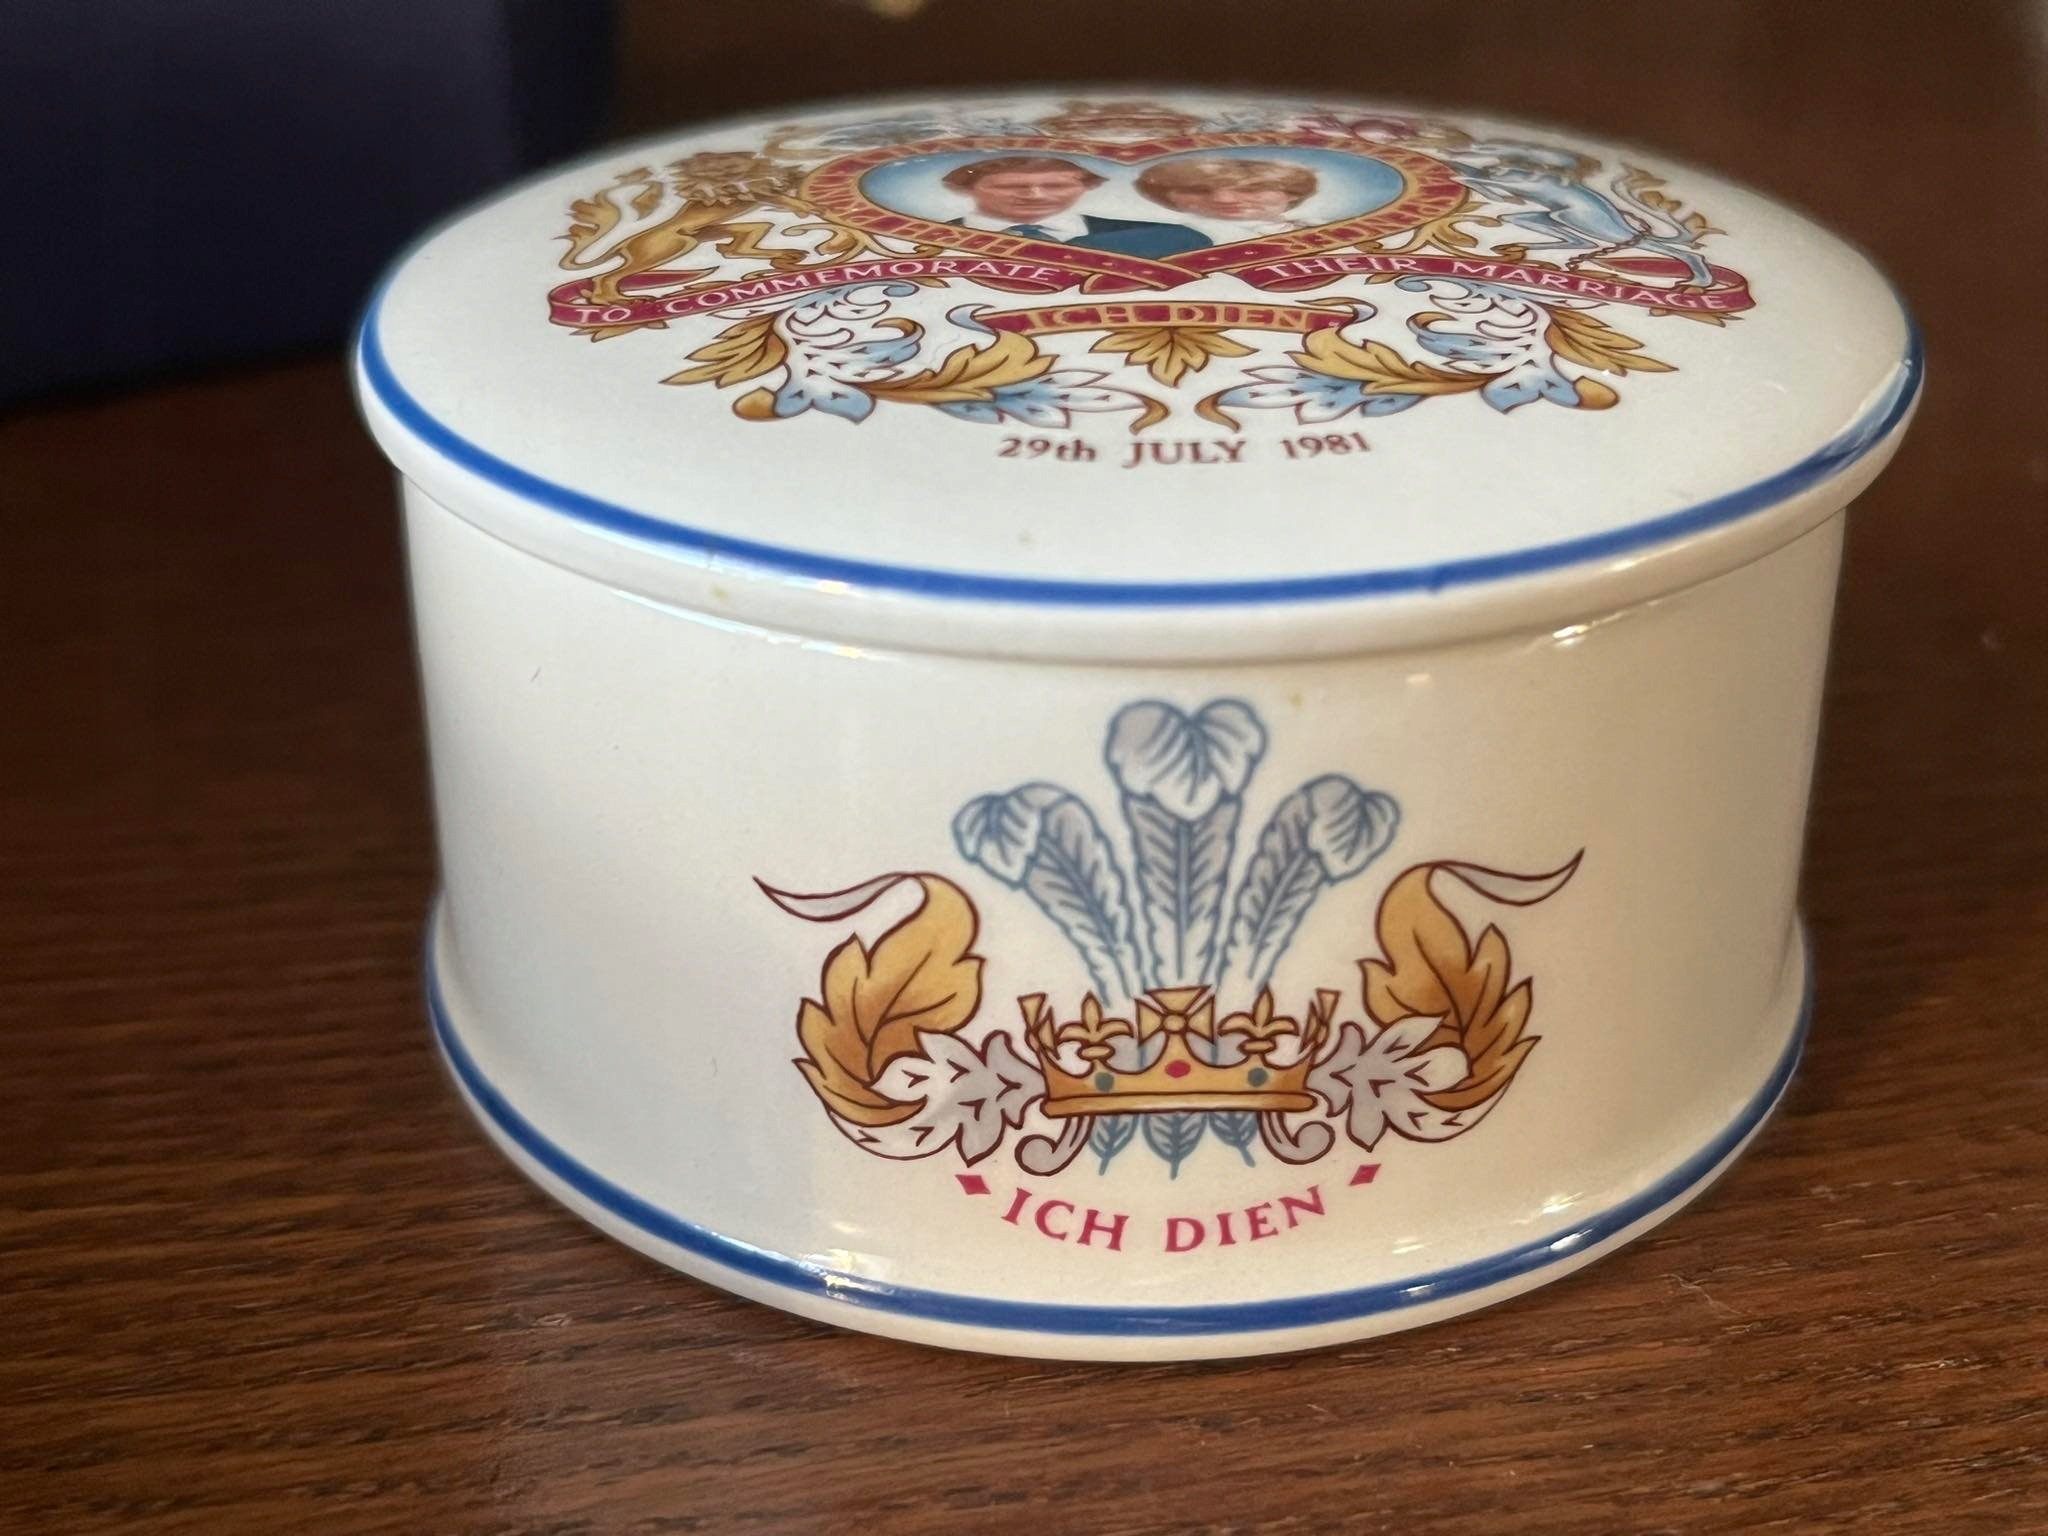 TO COMMEMORATE THEIR MARRIAGE
ICH DIEN
29th JULY 1981
ICH DIEN